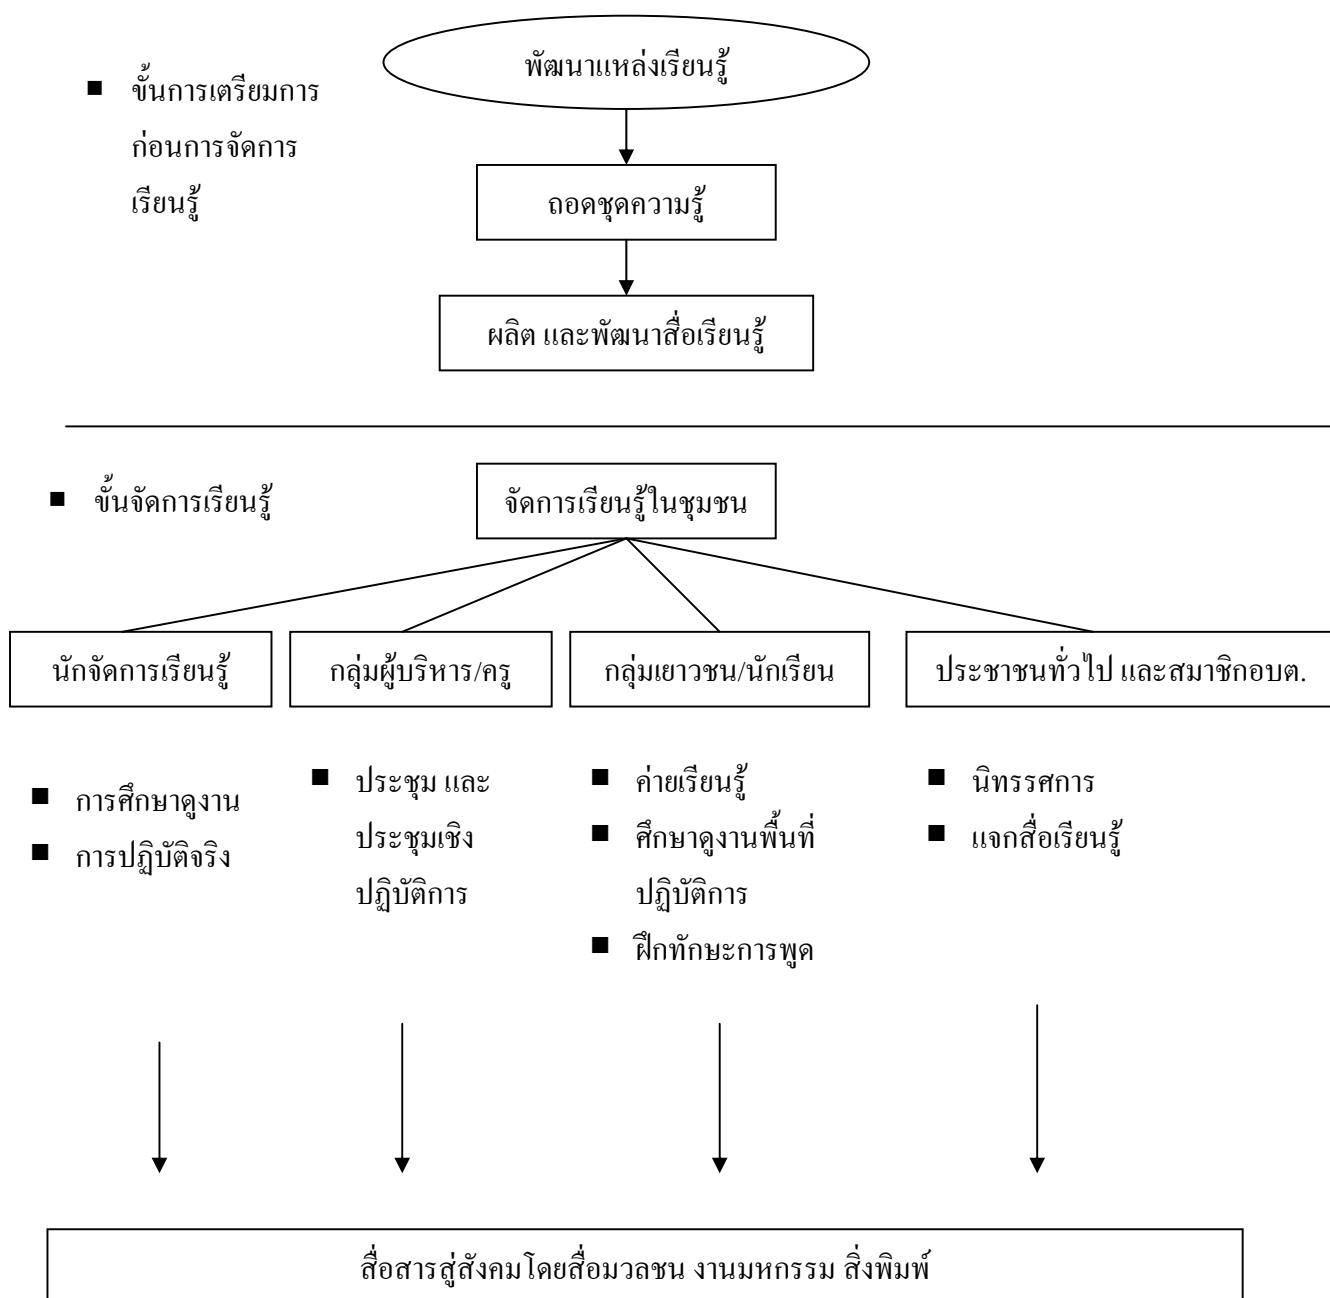 พัฒนาแหล่งเรียนรู้
■ ขั้นการเตรียมการ
ก่อนการจัดการ
เรียนรู้
ถอดชุดความรู้
ผลิต และพัฒนาสื่อเรียนรู้
■ ขั้นจัดการเรียนรู้
จัดการเรียนรู้ในชุมชน
นักจัดการเรียนรู้
กลุ่มผู้บริหาร/ครู
กลุ่มเยาวชน/นักเรียน
ประชาชนทั่วไป และสมาชิกอบต.
■ การศึกษาดูงาน
■ การปฏิบัติจริง
■ ประชุม และ
ประชุมเชิง
ปฏิบัติการ
■ ค่ายเรียนรู้
■ ศึกษาดูงานพื้นที่
ปฏิบัติการ
■ ฝึกทักษะการพูด
■ นิทรรศการ
■ แจกสื่อเรียนรู้
สื่อสารสู่สังคมโดยสื่อมวลชน งานมหกรรม สิ่งพิมพ์